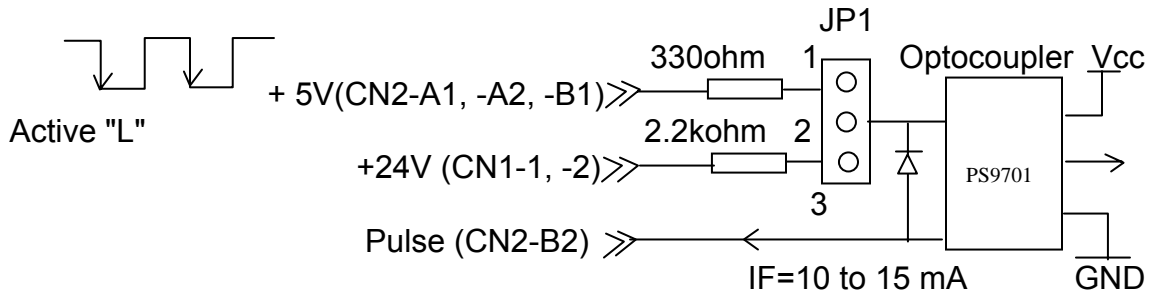 JP1
330ohm
1
Optocoupler
Vcc
+ 5V(CN2-A1, -A2, -B1)
Active "L"
2.2kohm
2
+24V (CN1-1, -2)
PS9701
3
Pulse (CN2-B2)
IF=10 to 15 mA
GND